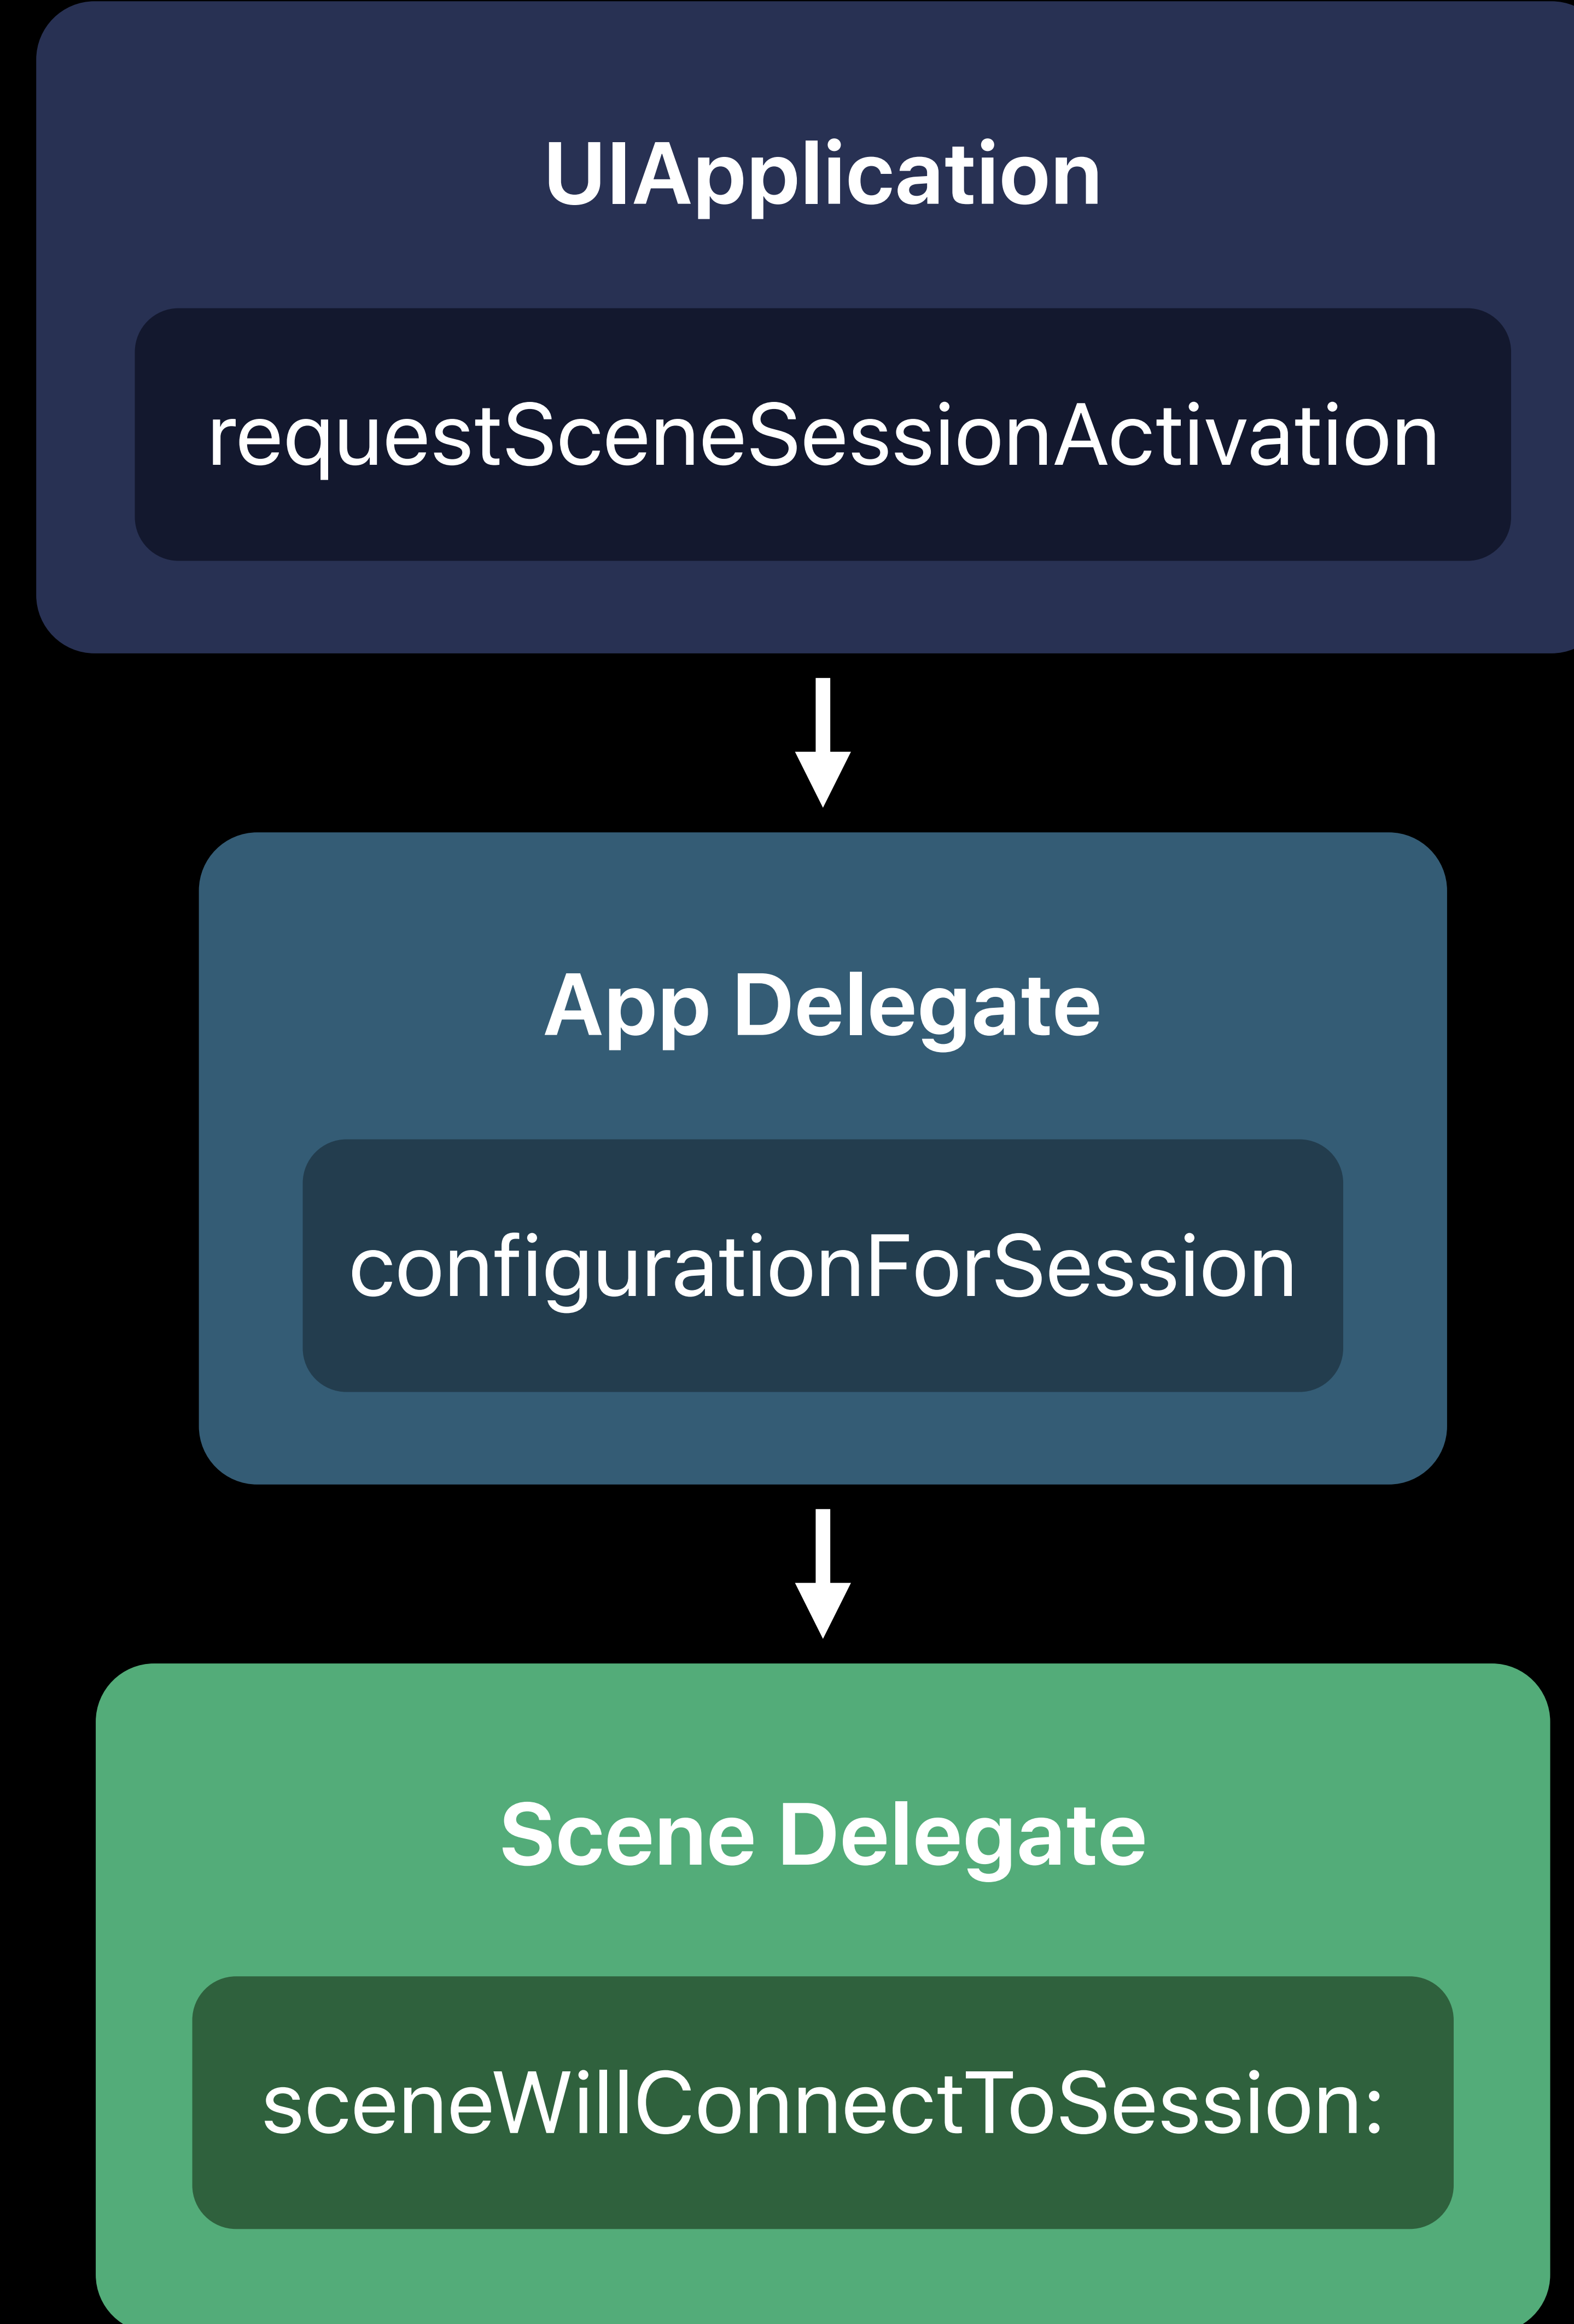 UIApplication
requestSceneSessionActivation
App Delegate
configurationForSession
Scene Delegate
sceneWillConnectToSession: